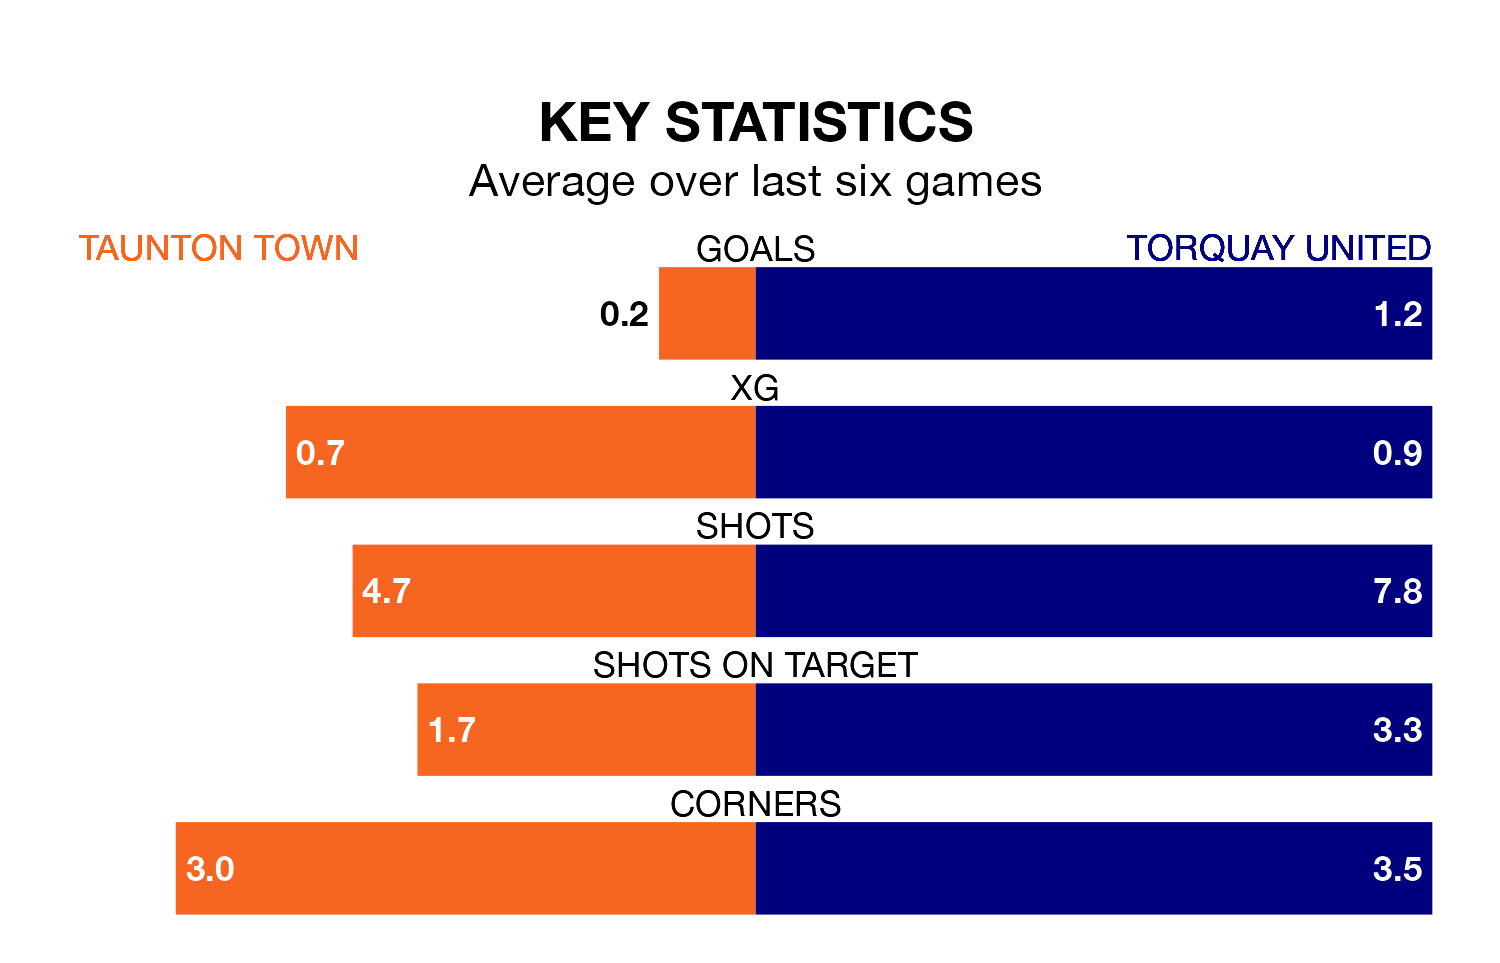 KEY STATISTICS
Average over last six games
TAUNTON TOWN GOALS TORQUAY UNITED
0.2 1.2
XG
0.7 0.9
SHOTS
4.7 7.8
SHOTS ON TARGET
1.7 3.3
CORNERS
3.0 3.5